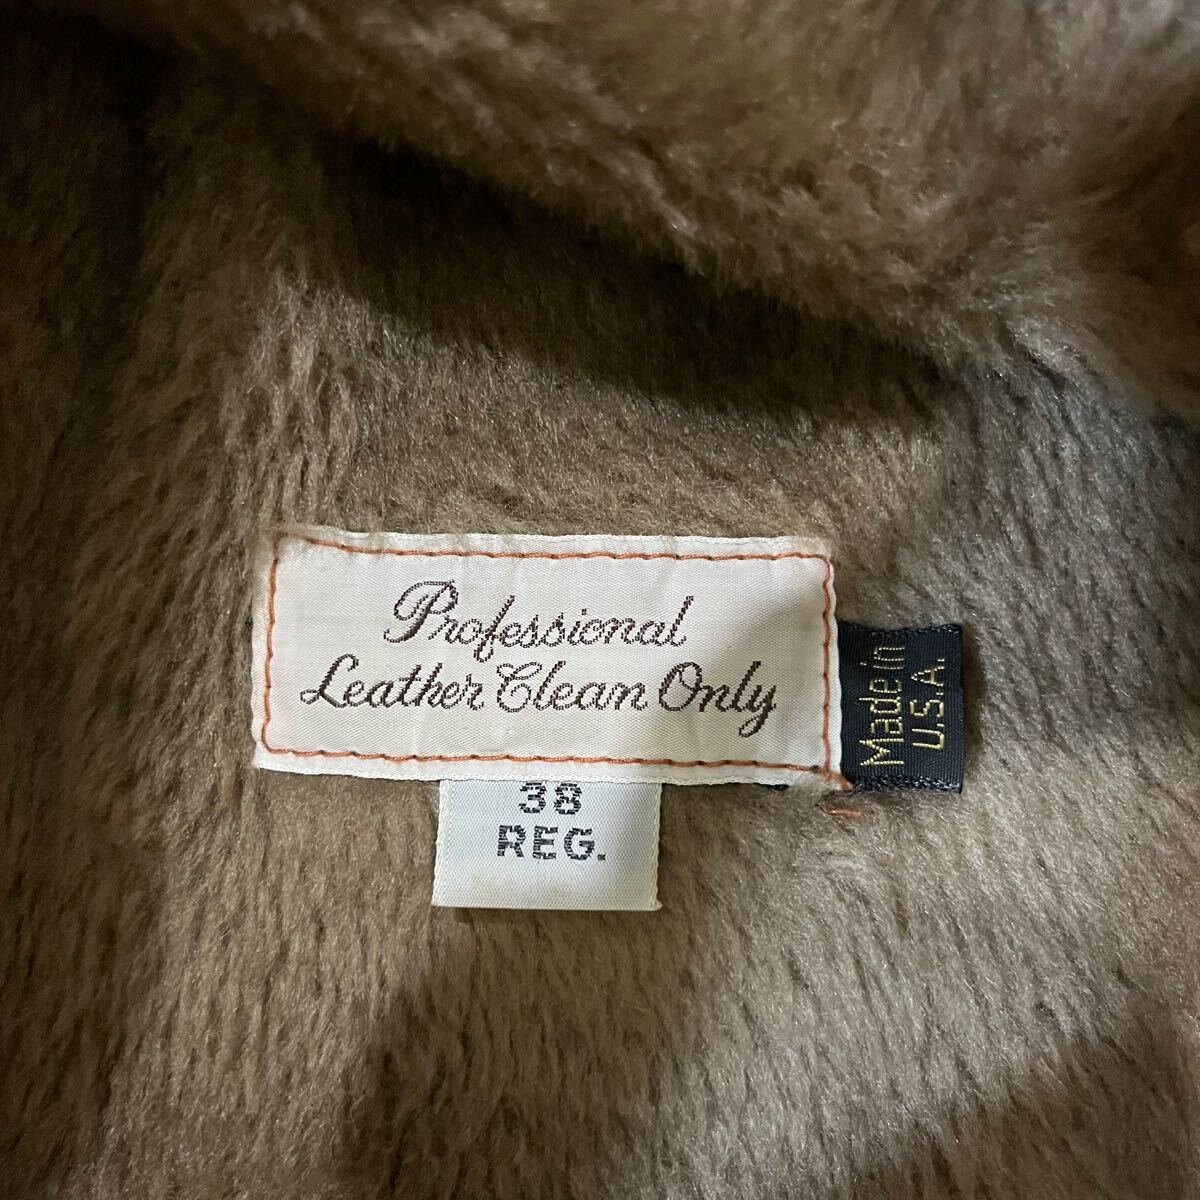 Professional
Leather Clean Only
Made in
U.S.A.
38
REG.